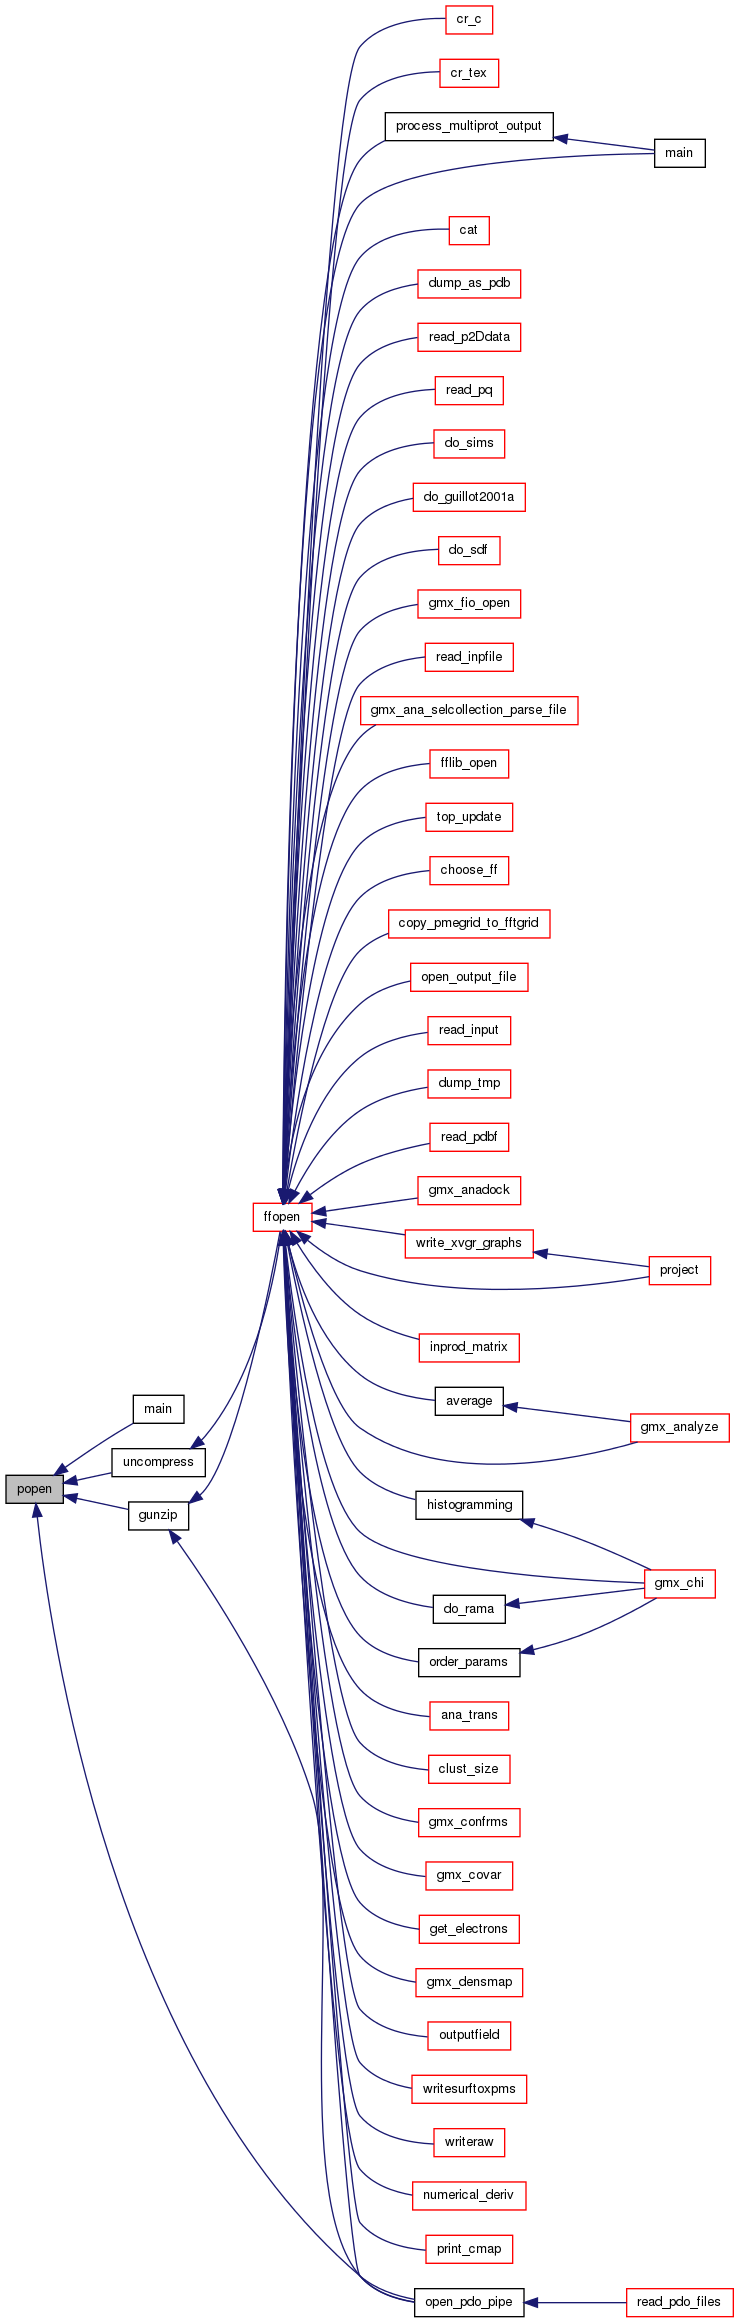 cr_c
cr_tex
process_multiprot_output
main
cat
dump_as_pdb
read_p2Ddata
read_pq
do_sims
do_guillot2001a
do_sdf
gmx_fio_open
read_inpfile
gmx_ana_selcollection_parse_file
fflib_open
top_update
choose_ff
copy_pmegrid_to_fftgrid
open_output_file
read_input
dump_tmp
read_pdbf
gmx_anadock
ffopen
write_xvgr_graphs
project
inprod_matrix
average
main
gmx_analyze
uncompress
popen
histogramming
gunzip
gmx_chi
do_rama
order_params
ana_trans
clust_size
gmx_confrms
gmx_covar
get_electrons
gmx_densmap
outputfield
writesurftoxpms
writeraw
numerical_deriv
print_cmap
open_pdo_pipe
read_pdo_files